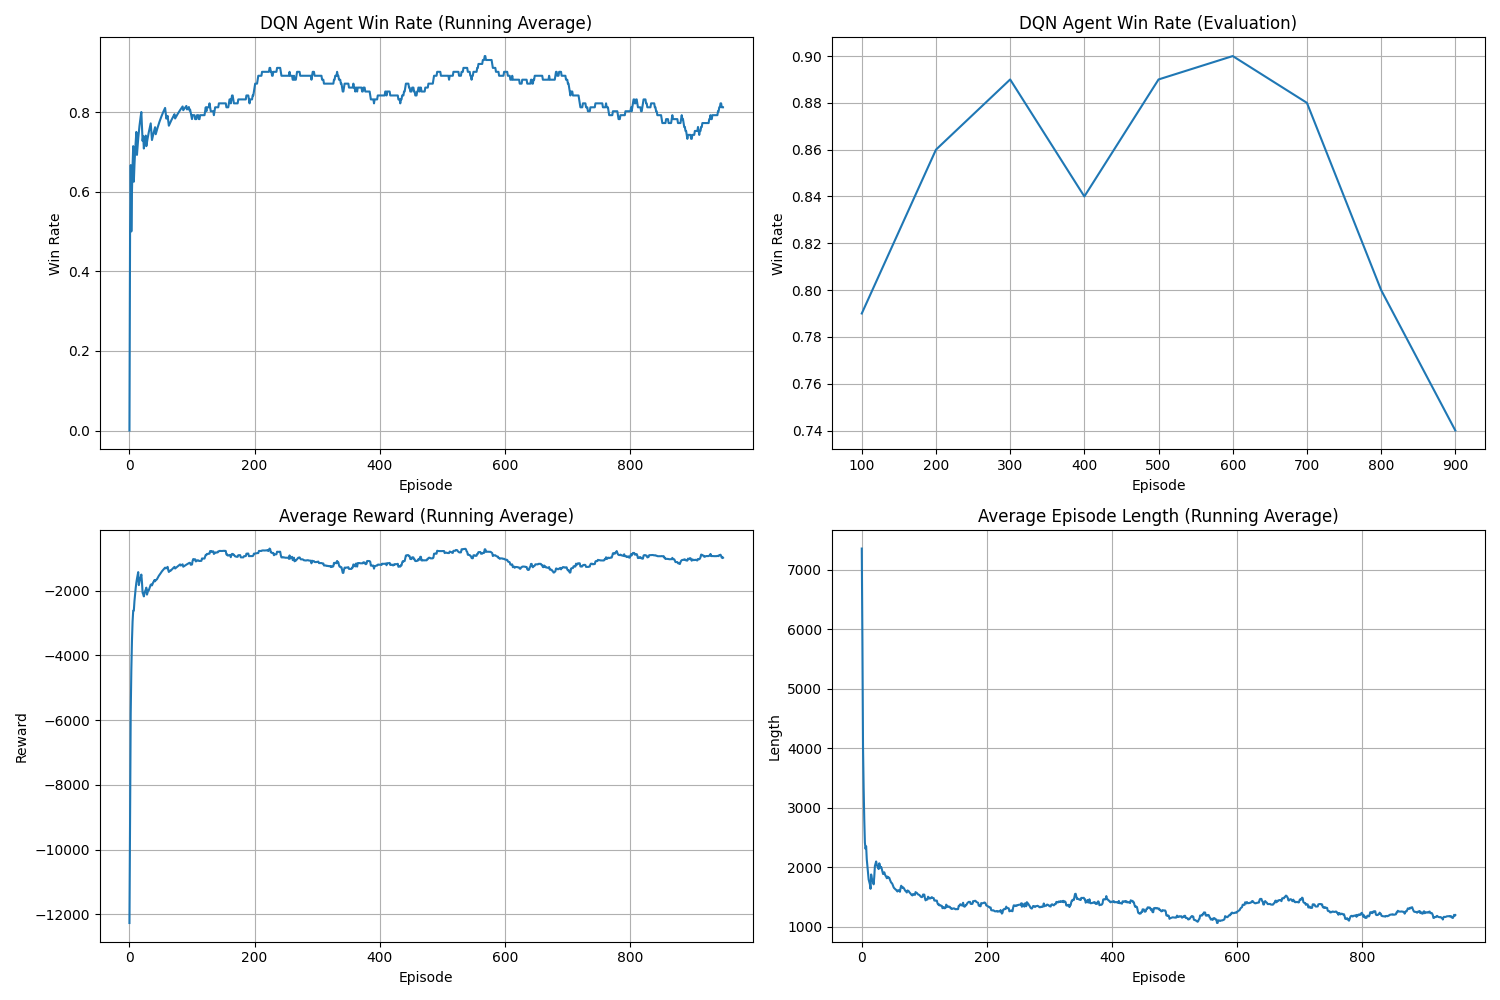 DQN Agent Win Rate (Running Average)
Win Rate
0.8
0.6
0.4
0.2
0.0
0 200 400 600 800
Episode
DQN Agent Win Rate (Evaluation)
Win Rate
0.90
0.88
0.86
0.84
0.82
0.80
0.78
0.76
0.74
100 200 300 400 500 600 700 800 900
Episode
Average Reward (Running Average)
Reward
−2000
−4000
−6000
−8000
−10000
−12000
0 200 400 600 800
Episode
Average Episode Length (Running Average)
Length
7000
6000
5000
4000
3000
2000
1000
0 200 400 600 800
Episode